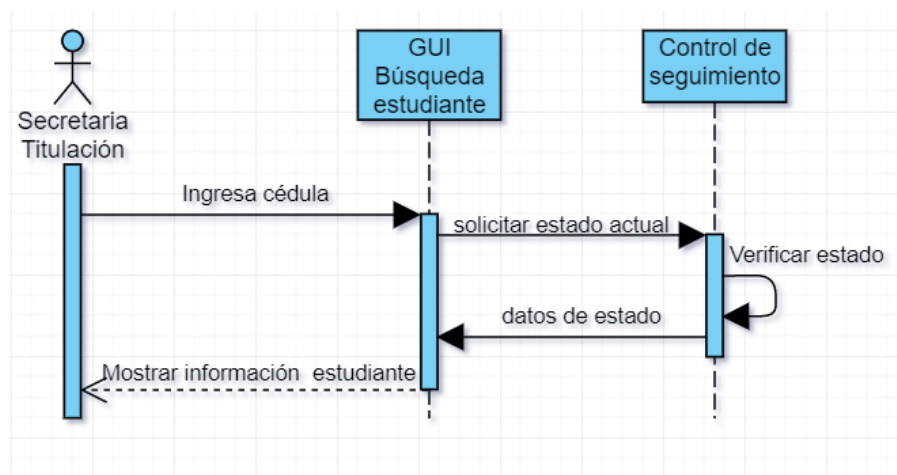 GUI
Búsqueda
estudiante
Control de
seguimiento
Secretaria
Titulación
Ingresa cédula
solicitar estado actual
Verificar estado
datos de estado
Mostrar información estudiante